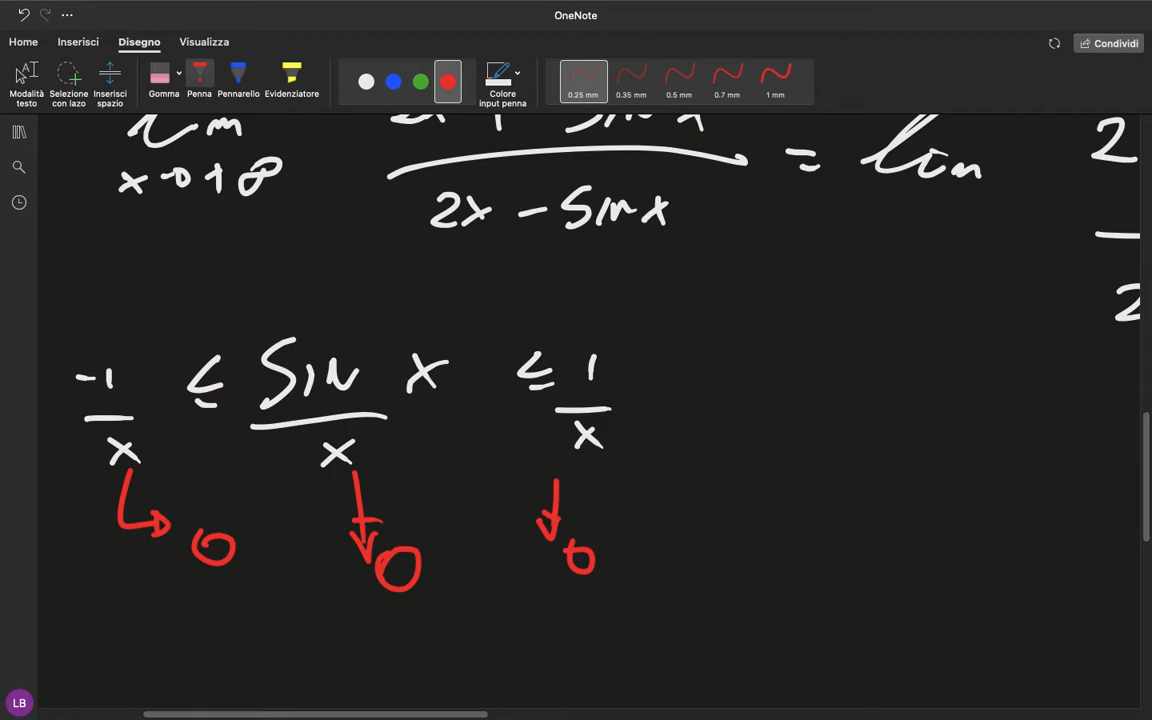 OneNote
Home Inserisci Disegno Visualizza
Condividi
Modalità testo Selezione con lazo Inserisci spazio Gomma Penna Pennarello Evidenziatore Colore input penna 0.25 mm 0.35 mm 0.5 mm 0.7 mm 1 mm
lim x→+∞
2x - Sin x
= lim
2
2
-1/x ≤ Sin x/x ≤ 1/x
0 0 0
LB